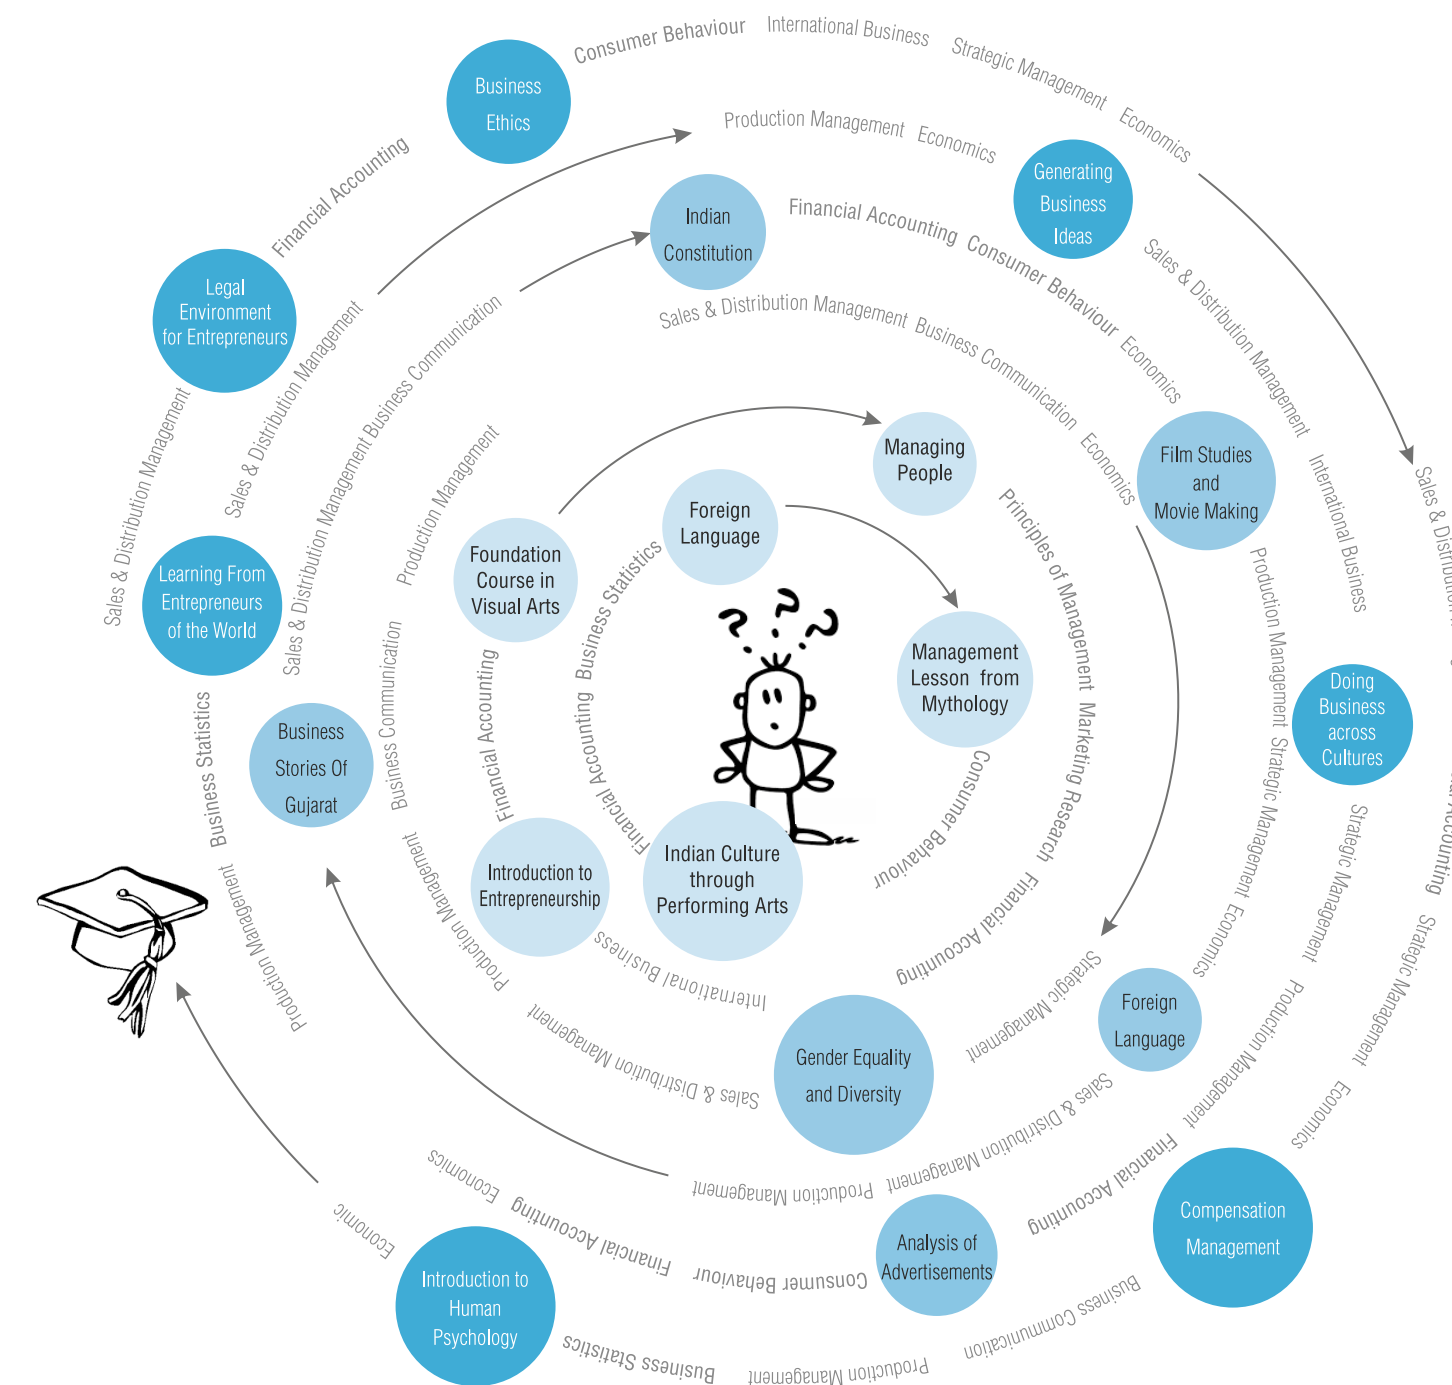 Consumer Behaviour International Business Strategic Management Economics
Business
Ethics
Financial Accounting
Legal
Environment
for Entrepreneurs
Sales & Distribution Management
Production Management Economics
Generating
Business
Ideas
Sales & Distribution Management
International Business
Doing
Business
across
Cultures
Strategic Management
Production Management
Financial Accounting
Analysis of
Advertisements
Consumer Behaviour
Financial Accounting
Economics
Indian
Constitution
Financial Accounting Consumer Behaviour Economics
Film Studies
and
Movie Making
Production Management Strategic Management Economics
Foreign
Language
Sales & Distribution Management
Production Management
Business
Stories Of
Gujarat
Sales & Distribution Management Business Communication
Sales & Distribution Management Business Communication Economics
Strategic Management
Gender Equality
and Diversity
Sales & Distribution Management
Production Management
Business Communication
Production Management
Managing
People
Principles of Management Marketing Research
Financial Accounting
International Business
Introduction to
Entrepreneurship
Financial Accounting
Foundation
Course in
Visual Arts
Foreign
Language
Management
Lesson from
Mythology
Consumer Behaviour
Indian Culture
through
Performing Arts
Financial Accounting Business Statistics
Learning From
Entrepreneurs
of the World
Sales & Distribution Management
Business Statistics
Production Management
Sales & Distribution
Accounting
Strategic Management
Economics
Compensation
Management
Business Communication
Production Management
Business Statistics
Introduction to
Human
Psychology
Economic